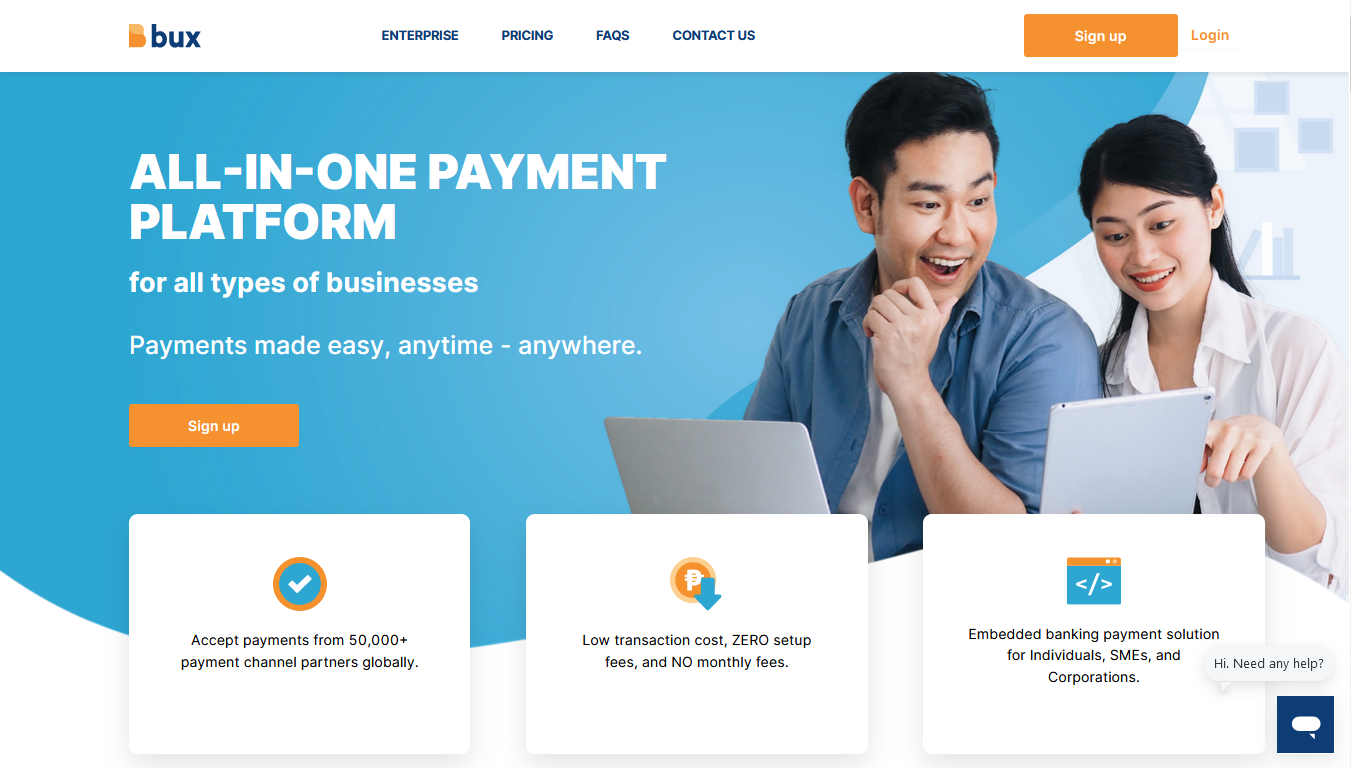 bux
ENTERPRISE
PRICING
FAQS
CONTACT US
Sign up
Login
ALL-IN-ONE PAYMENT
PLATFORM
for all types of businesses
Payments made easy, anytime - anywhere.
Sign up
Accept payments from 50,000+
payment channel partners globally.
₱
Low transaction cost, ZERO setup
fees, and NO monthly fees.
</>
Embedded banking payment solution
for Individuals, SMEs, and
Corporations.
Hi. Need any help?